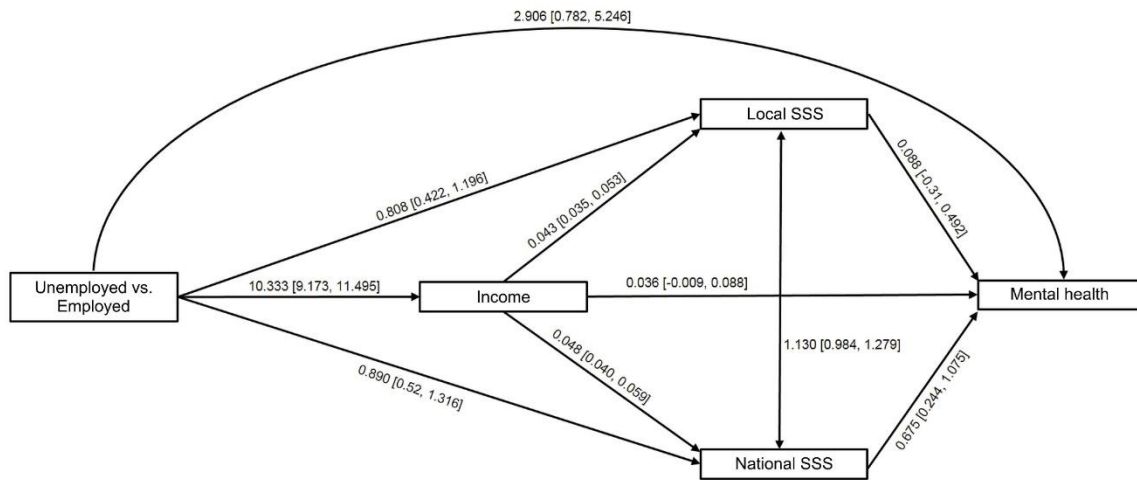 2.906 [0.782, 5.246]
Local SSS
0.088 [-0.31, 0.492]
0.808 [0.422, 1.196]
0.043 [0.035, 0.053]
Unemployed vs.
Employed
10.333 [9.173, 11.495]
Income
0.036 [-0.009, 0.088]
Mental health
1.130 [0.984, 1.279]
0.048 [0.040, 0.059]
0.890 [0.52, 1.316]
0.675 [0.244, 1.075]
National SSS